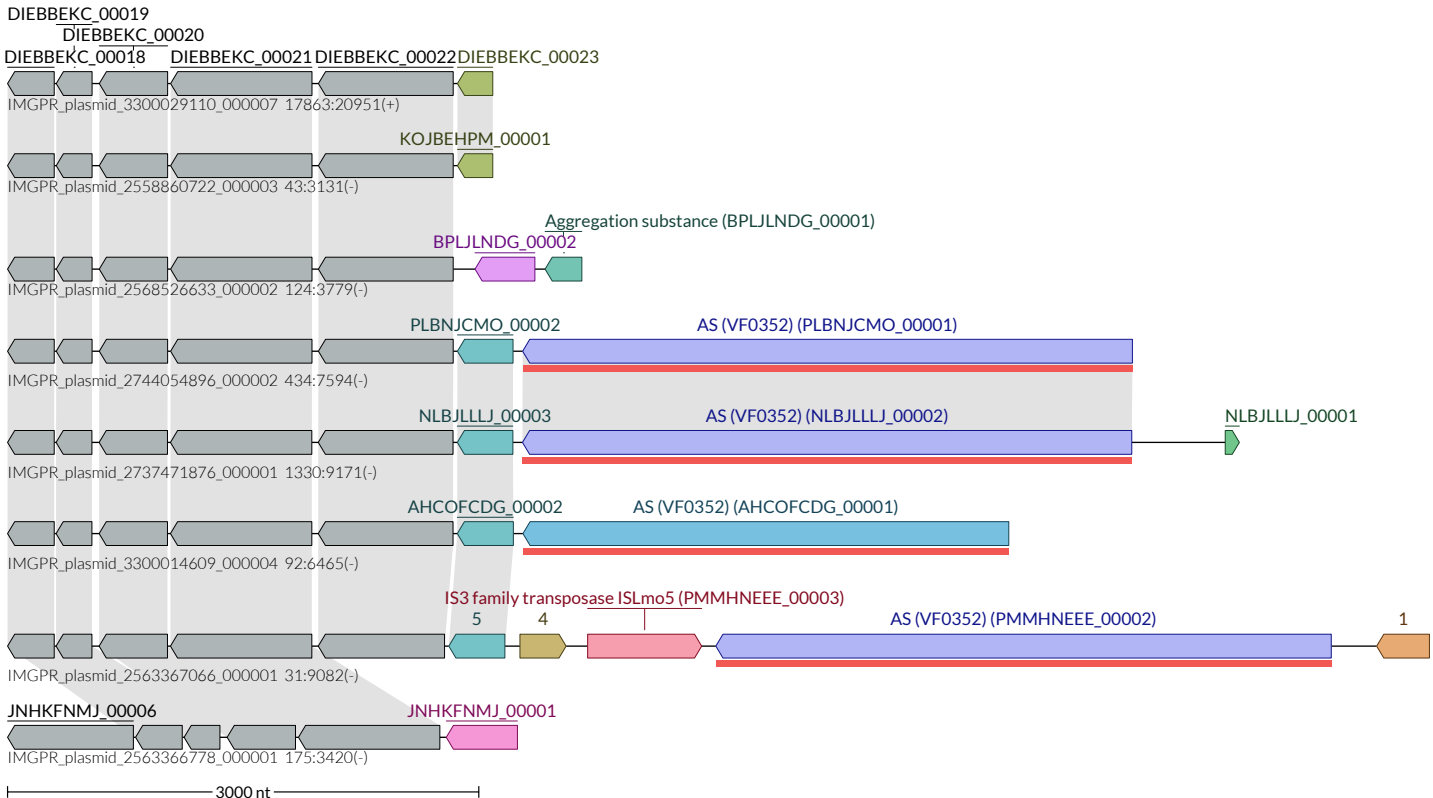 DIEBBEKC_00019
DIEBBEKC_00020
DIEBBEKC_00018 DIEBBEKC_00021 DIEBBEKC_00022 DIEBBEKC_00023
IMGPR_plasmid_3300029110_000007 17863:20951(+)
KOJBEHPM_00001
IMGPR_plasmid_2558860722_000003 43:3131(-)
Aggregation substance (BPLJLNDG_00001)
BPLJLNDG_00002
IMGPR_plasmid_2568526633_000002 124:3779(-)
PLBNJCMO_00002 AS (VF0352) (PLBNJCMO_00001)
IMGPR_plasmid_2744054896_000002 434:7594(-)
NLBJLLLJ_00003 AS (VF0352) (NLBJLLLJ_00002) NLBJLLLJ_00001
IMGPR_plasmid_2737471876_000001 1330:9171(-)
AHCOFCDG_00002 AS (VF0352) (AHCOFCDG_00001)
IMGPR_plasmid_3300014609_000004 92:6465(-)
IS3 family transposase ISLmo5 (PMMHNEEE_00003)
5 4 AS (VF0352) (PMMHNEEE_00002) 1
IMGPR_plasmid_2563367066_000001 31:9082(-)
JNHKFNMJ_00006 JNHKFNMJ_00001
IMGPR_plasmid_2563366778_000001 175:3420(-)
3000 nt